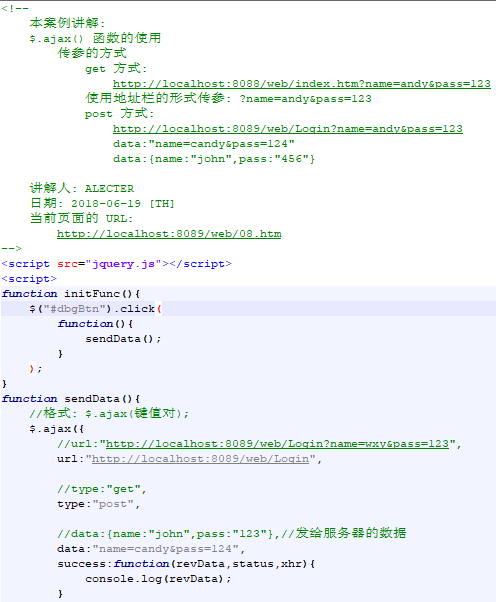 <!--
本案例讲解:
$.ajax() 函数的使用
传参的方式
get 方式:
http://localhost:8088/web/index.htm?name=andy&pass=123
使用地址栏的形式传参: ?name=andy&pass=123
post 方式:
http://localhost:8089/web/Login?name=andy&pass=123
data:"name=candy&pass=124"
data:{name:"john",pass:"456"}
讲解人: ALECTER
日期: 2018-06-19 [TH]
当前页面的 URL:
http://localhost:8089/web/08.htm
-->
<script src="jquery.js"></script>
<script>
function initFunc(){
$("#dbgBtn").click(
function(){
sendData();
}
);
}
function sendData(){
//格式: $.ajax(键值对);
$.ajax({
//url:"http://localhost:8089/web/Login?name=wxy&pass=123",
url:"http://localhost:8089/web/Login",
//type:"get",
type:"post",
//data:{name:"john",pass:"123"},//发给服务器的数据
data:"name=candy&pass=124",
success:function(revData,status,xhr){
console.log(revData);
}